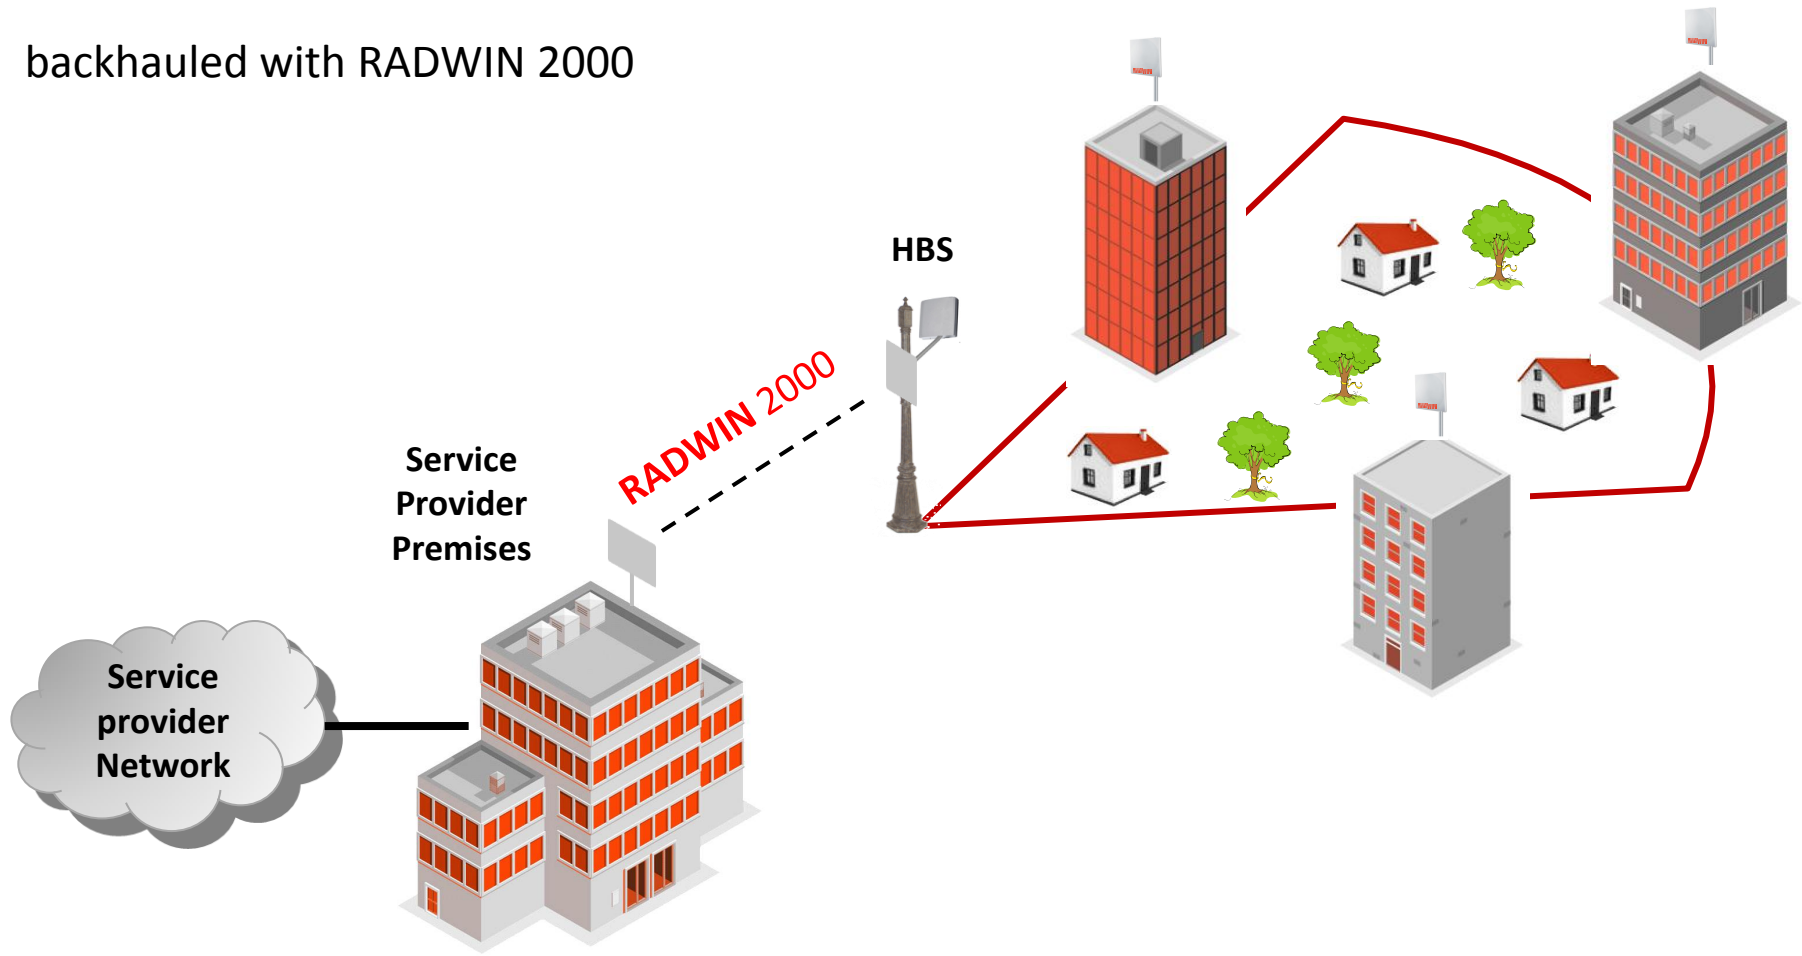 backhauled with RADWIN 2000
HBS
RADWIN 2000
Service
Provider
Premises
Service
provider
Network